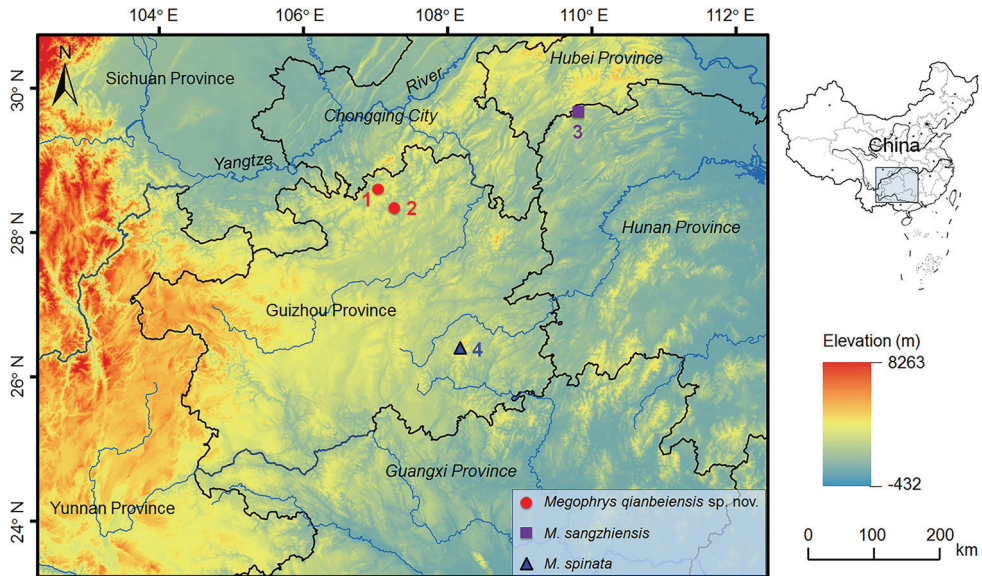 104° E 106° E 108° E 110° E 112° E
N
30° N
28° N
26° N
24° N
Sichuan Province
Hubei Province
River
Chongqing City
Yangtze
3
1
2
Hunan Province
Guizhou Province
4
Guangxi Province
Yunnan Province
Megophrys qianbeiensis sp. nov.
M. sangzhiensis
M. spinata
China
Elevation (m)
8263
-432
0 100 200
km